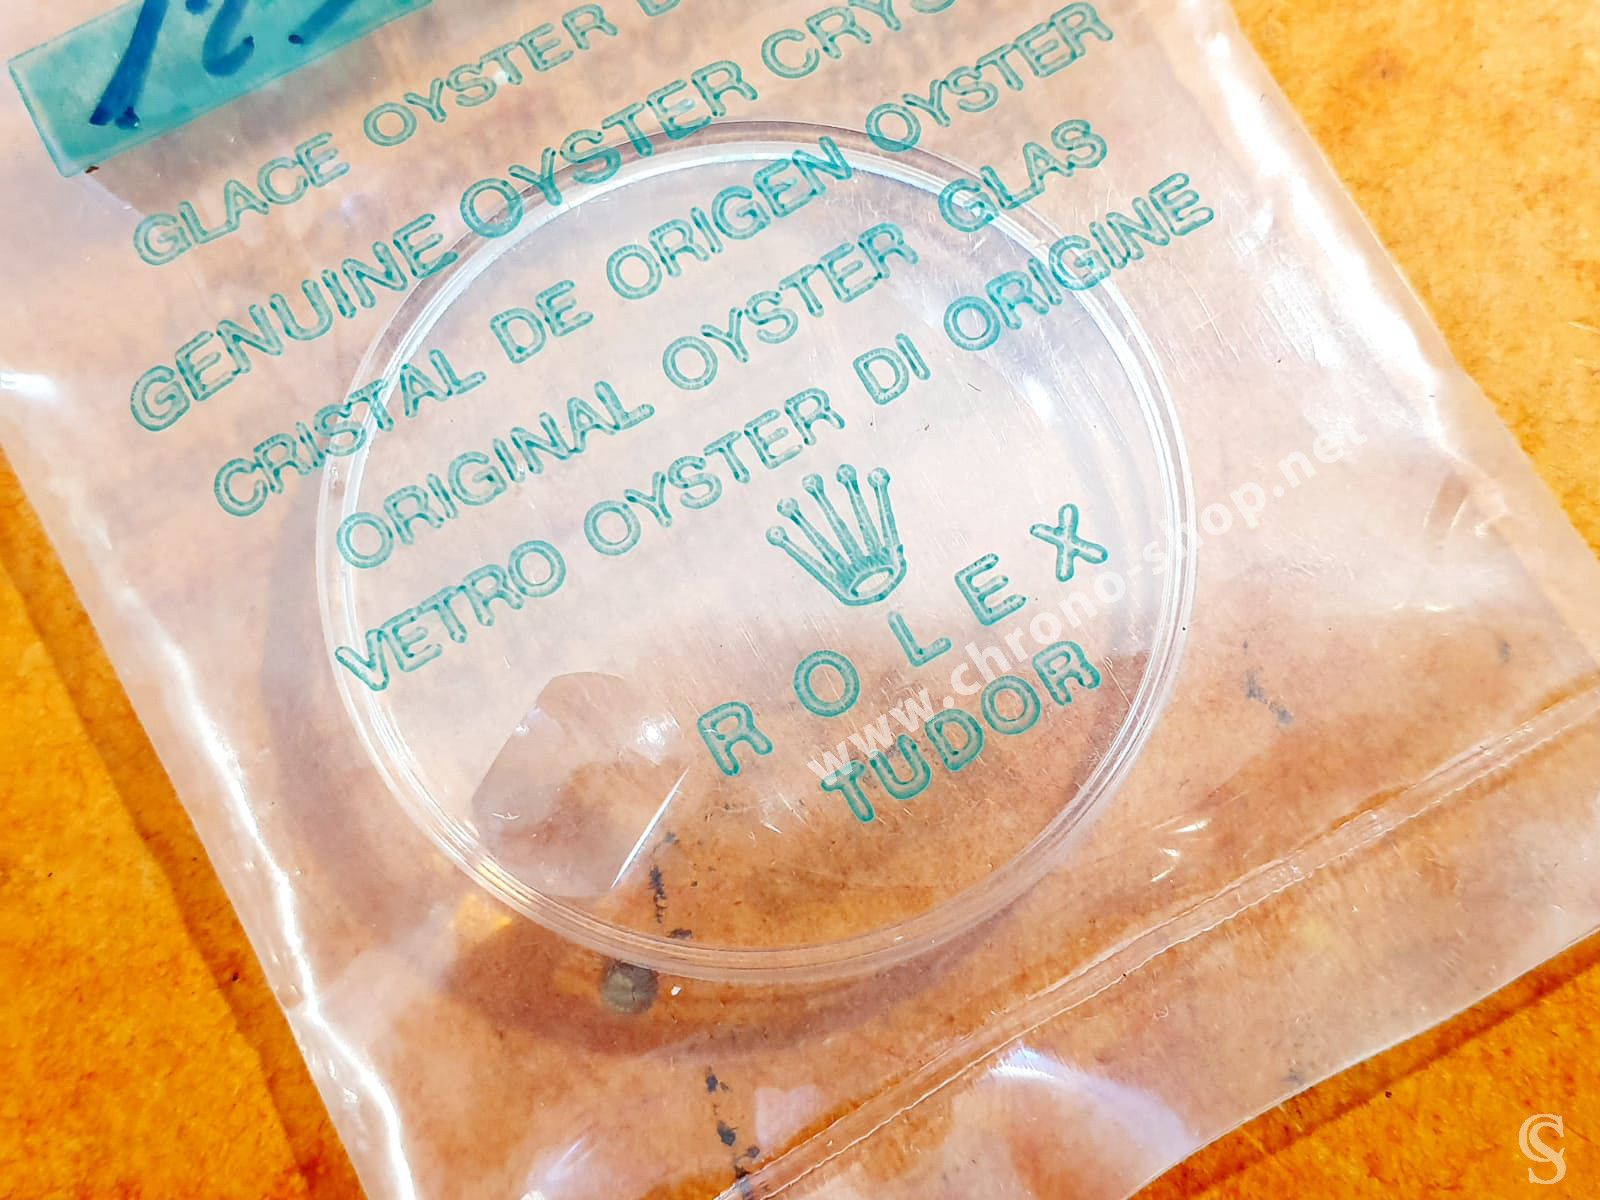 GLACE OYSTER
GENUINE OYSTER
CRISTAL DE ORIGEN OYSTER
ORIGINAL OYSTER GLAS
VETRO OYSTER DI ORIGINE
ROLEX
TUDOR
www.chrono-shop.net